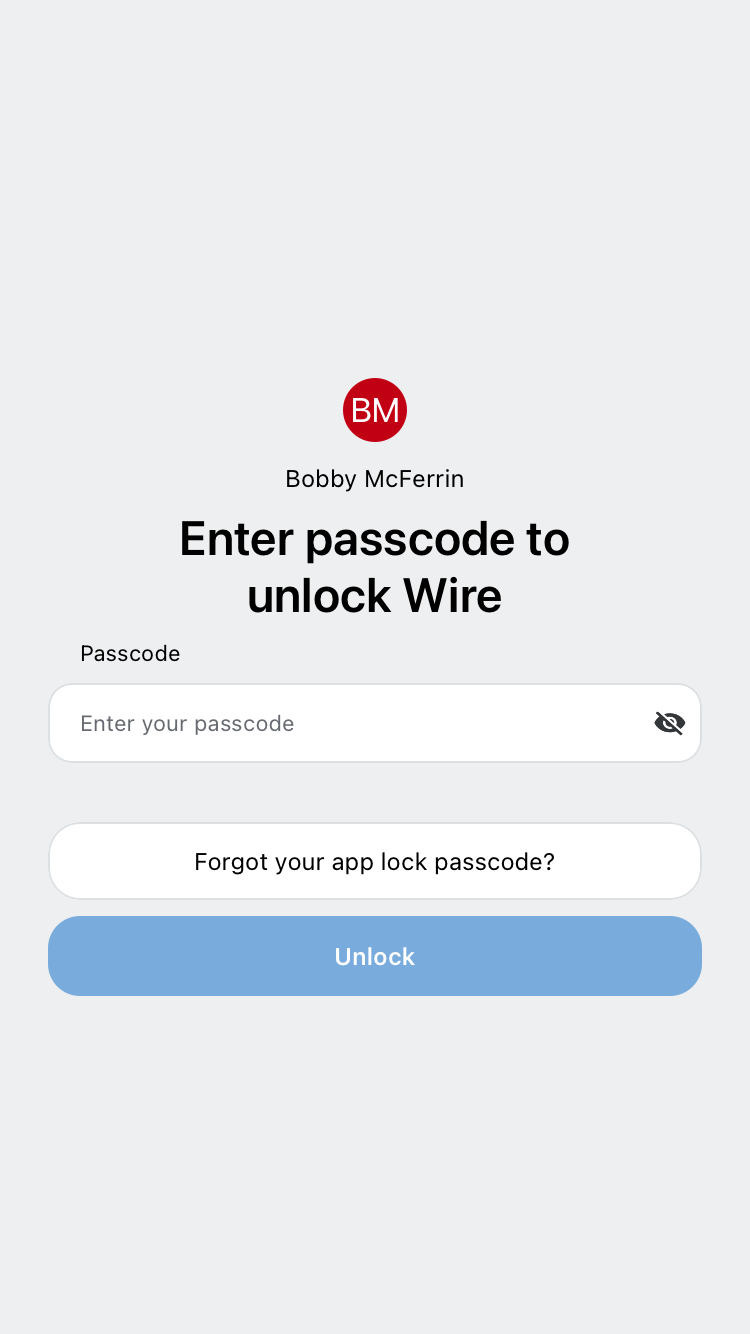 BM
Bobby McFerrin
Enter passcode to
unlock Wire
Passcode
Enter your passcode
Forgot your app lock passcode?
Unlock